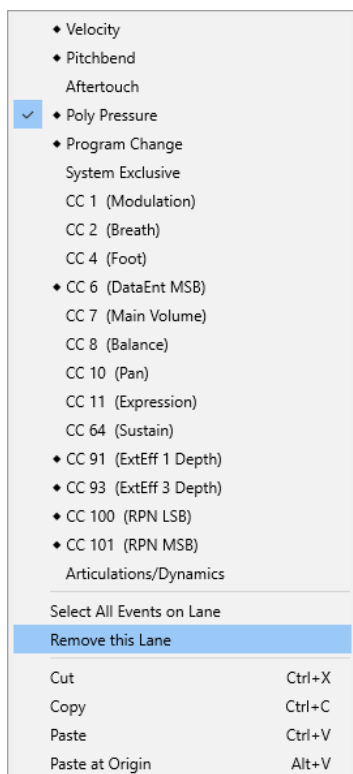 ◆ Velocity
◆ Pitchbend
Aftertouch
✓ ◆ Poly Pressure
◆ Program Change
System Exclusive
CC 1 (Modulation)
CC 2 (Breath)
CC 4 (Foot)
◆ CC 6 (DataEnt MSB)
CC 7 (Main Volume)
CC 8 (Balance)
CC 10 (Pan)
CC 11 (Expression)
CC 64 (Sustain)
◆ CC 91 (ExtEff 1 Depth)
◆ CC 93 (ExtEff 3 Depth)
◆ CC 100 (RPN LSB)
◆ CC 101 (RPN MSB)
Articulations/Dynamics
Select All Events on Lane
Remove this Lane
Cut Ctrl+X
Copy Ctrl+C
Paste Ctrl+V
Paste at Origin Alt+V